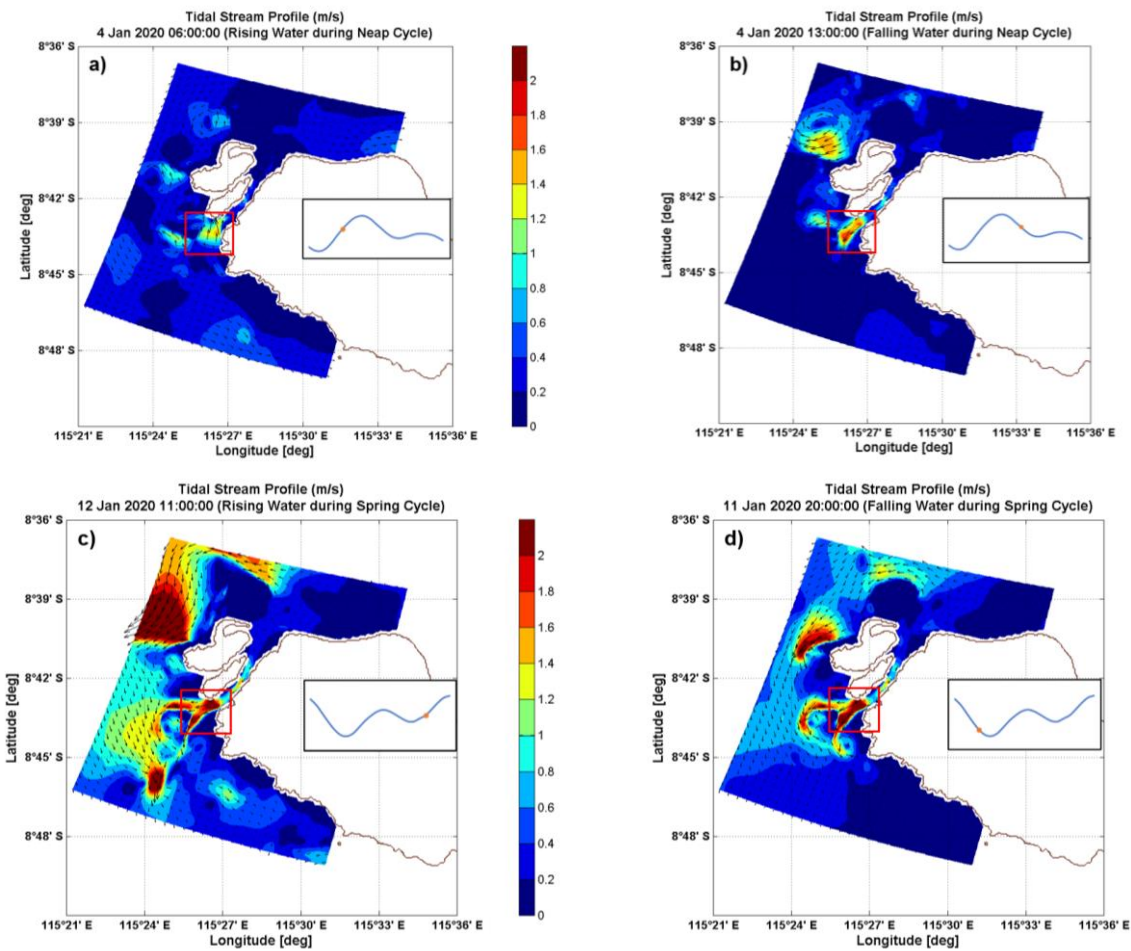 Tidal Stream Profile (m/s)
4 Jan 2020 06:00:00 (Rising Water during Neap Cycle)
a)
8°36' S
8°39' S
8°42' S
8°45' S
8°48' S
Latitude [deg]
115°21' E 115°24' E 115°27' E 115°30' E 115°33' E 115°36' E
Longitude [deg]
2
1.8
1.6
1.4
1.2
1
0.8
0.6
0.4
0.2
0
Tidal Stream Profile (m/s)
4 Jan 2020 13:00:00 (Falling Water during Neap Cycle)
b)
8°36' S
8°39' S
8°42' S
8°45' S
8°48' S
Latitude [deg]
115°21' E 115°24' E 115°27' E 115°30' E 115°33' E 115°36' E
Longitude [deg]
Tidal Stream Profile (m/s)
12 Jan 2020 11:00:00 (Rising Water during Spring Cycle)
c)
8°36' S
8°39' S
8°42' S
8°45' S
8°48' S
Latitude [deg]
115°21' E 115°24' E 115°27' E 115°30' E 115°33' E 115°36' E
Longitude [deg]
2
1.8
1.6
1.4
1.2
1
0.8
0.6
0.4
0.2
0
Tidal Stream Profile (m/s)
11 Jan 2020 20:00:00 (Falling Water during Spring Cycle)
d)
8°36' S
8°39' S
8°42' S
8°45' S
8°48' S
Latitude [deg]
115°21' E 115°24' E 115°27' E 115°30' E 115°33' E 115°36' E
Longitude [deg]